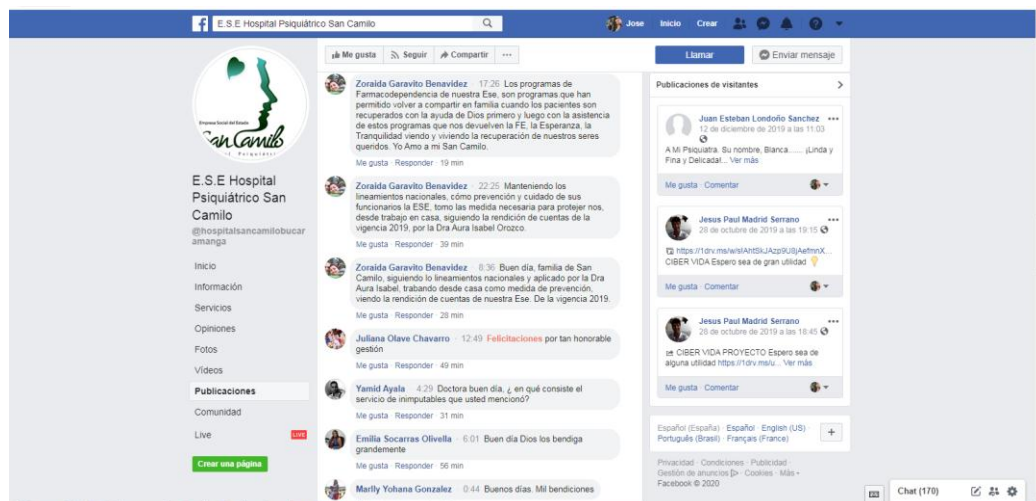 E.S.E Hospital Psiquiátrico San Camilo
Jose
Inicio
Crear
Empresa Social del Estado
San Camilo
E.S.E Hospital
Psiquiátrico San
Camilo
@hospitalsancamilobucar
amanga
Inicio
Información
Servicios
Opiniones
Fotos
Vídeos
Publicaciones
Comunidad
Live LIVE
Crear una página
Me gusta Seguir Compartir ...
Zoraida Garavito Benavidez · 17:26 Los programas de
Farmacodependencia de nuestra Ese, son programas que han
permitido volver a compartir en familia cuando los pacientes son
recuperados con la ayuda de Dios primero y luego con la asistencia
de estos programas que nos devuelven la FE, la Esperanza, la
Tranquilidad viendo y viviendo la recuperación de nuestros seres
queridos. Yo Amo a mi San Camilo.
Me gusta · Responder · 19 min
Zoraida Garavito Benavidez · 22:25 Manteniendo los
lineamientos nacionales, cómo prevención y cuidado de sus
funcionarios la ESE, tomo las medida necesaria para protejer nos,
desde trabajo en casa, siguiendo la rendición de cuentas de la
vigencia 2019, por la Dra Aura Isabel Orozco.
Me gusta · Responder · 39 min
Zoraida Garavito Benavidez · 8:36 Buen día, familia de San
Camilo, siguiendo lo lineamientos nacionales y aplicado por la Dra
Aura Isabel, trabando desde casa como medida de prevención,
viendo la rendición de cuentas de nuestra Ese. De la vigencia 2019.
Me gusta · Responder · 28 min
Juliana Olave Chavarro · 12:49 Felicitaciones por tan honorable
gestión
Me gusta · Responder · 49 min
Yamid Ayala · 4:29 Doctora buen día, ¿ en qué consiste el
servicio de inimputables que usted mencionó?
Me gusta · Responder · 31 min
Emilia Socarras Olivella · 6:01 Buen día Dios los bendiga
grandemente
Me gusta · Responder · 56 min
Marlly Yohana Gonzalez · 0:44 Buenos días. Mil bendiciones
Llamar
Enviar mensaje
Publicaciones de visitantes
Juan Esteban Londoño Sanchez ...
12 de diciembre de 2019 a las 11:03
A Mi Psiquiatra. Su nombre, Blanca....... ¡Linda y
Fina y Delicada!... Ver más
Me gusta · Comentar
Jesus Paul Madrid Serrano ...
28 de octubre de 2019 a las 19:15
CIBER VIDA Espero sea de gran utilidad
Me gusta · Comentar
Jesus Paul Madrid Serrano ...
28 de octubre de 2019 a las 18:45
CIBER VIDA PROYECTO Espero sea de
alguna utilidad https://1drv.ms/u... Ver más
Me gusta · Comentar
Español (España) · Español · English (US) ·
Português (Brasil) · Français (France)
Privacidad · Condiciones · Publicidad ·
Gestión de anuncios · Cookies · Más
Facebook © 2020
Chat (170)